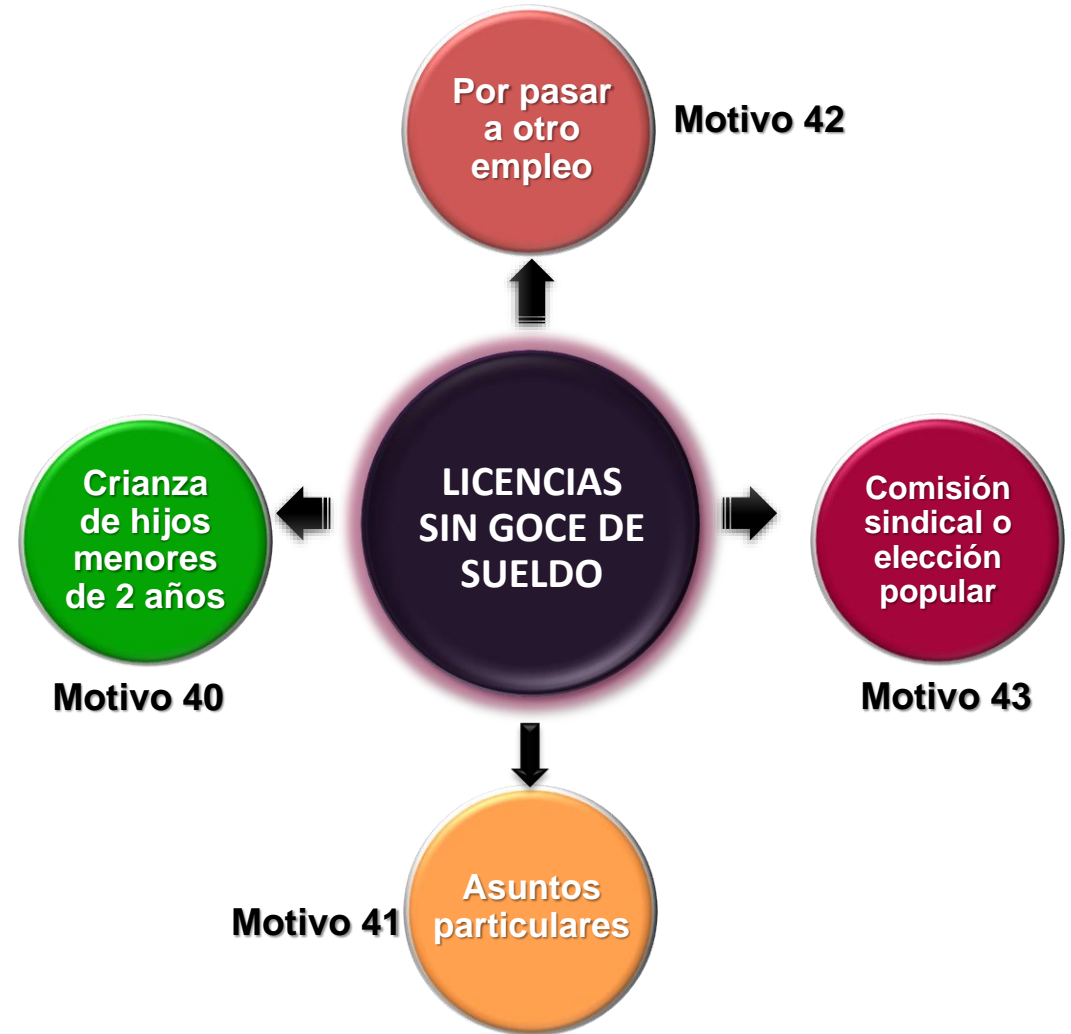 Por pasar
a otro
empleo
Motivo 42
Crianza
de hijos
menores
de 2 años
Motivo 40
LICENCIAS
SIN GOCE DE
SUELDO
Comisión
sindical o
elección
popular
Motivo 43
Motivo 41
Asuntos
particulares